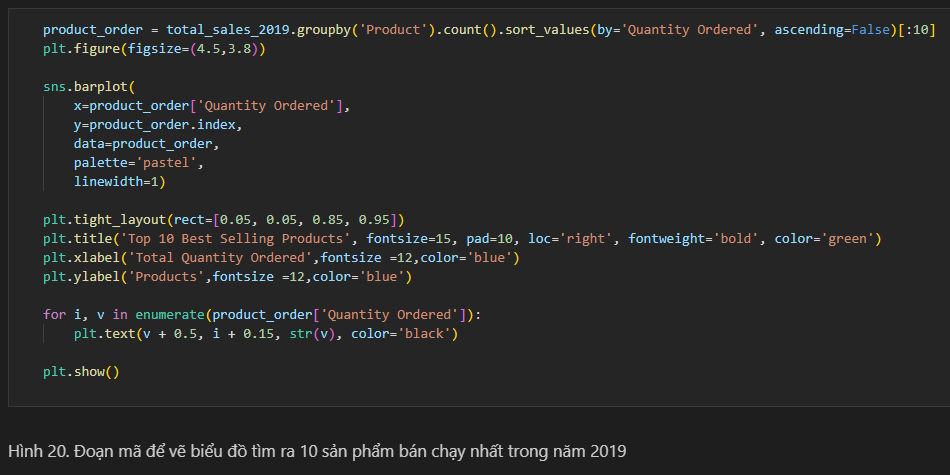 product_order = total_sales_2019.groupby('Product').count().sort_values(by='Quantity Ordered', ascending=False)[:10]
plt.figure(figsize=(4.5,3.8))
sns.barplot(
    x=product_order['Quantity Ordered'],
    y=product_order.index,
    data=product_order,
    palette='pastel',
    linewidth=1)
plt.tight_layout(rect=[0.05, 0.05, 0.85, 0.95])
plt.title('Top 10 Best Selling Products', fontsize=15, pad=10, loc='right', fontweight='bold', color='green')
plt.xlabel('Total Quantity Ordered',fontsize =12,color='blue')
plt.ylabel('Products',fontsize =12,color='blue')
for i, v in enumerate(product_order['Quantity Ordered']):
    plt.text(v + 0.5, i + 0.15, str(v), color='black')
plt.show()
Hình 20. Đoạn mã để vẽ biểu đồ tìm ra 10 sản phẩm bán chạy nhất trong năm 2019